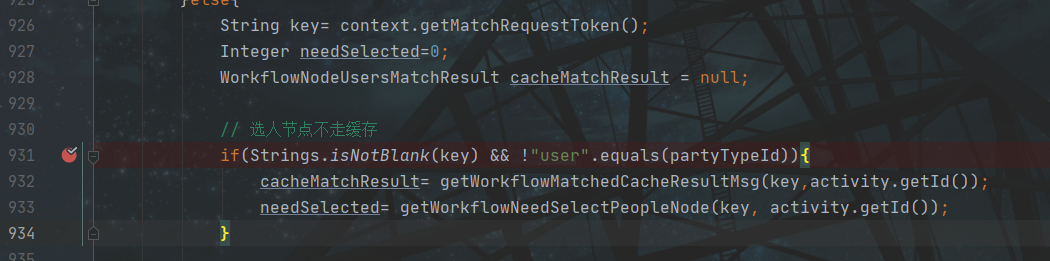 925 }else{
926 String key= context.getMatchRequestToken();
927 Integer needSelected=0;
928 WorkflowNodeUsersMatchResult cacheMatchResult = null;
929
930 // 选人节点不走缓存
931 if(Strings.isNotBlank(key) && !"user".equals(partyTypeId)){
932 cacheMatchResult= getWorkflowMatchedCacheResultMsg(key,activity.getId());
933 needSelected= getWorkflowNeedSelectPeopleNode(key, activity.getId());
934 }
935